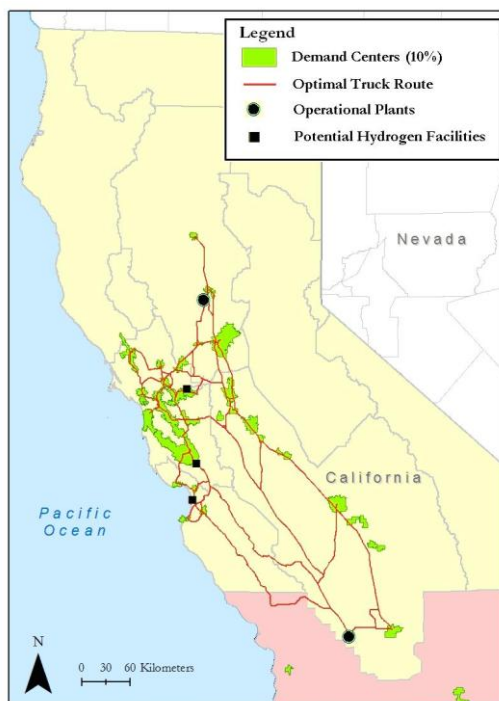 Legend
Demand Centers (10%)
Optimal Truck Route
Operational Plants
Potential Hydrogen Facilities
Nevada
California
Pacific
Ocean
N
0 30 60 Kilometers